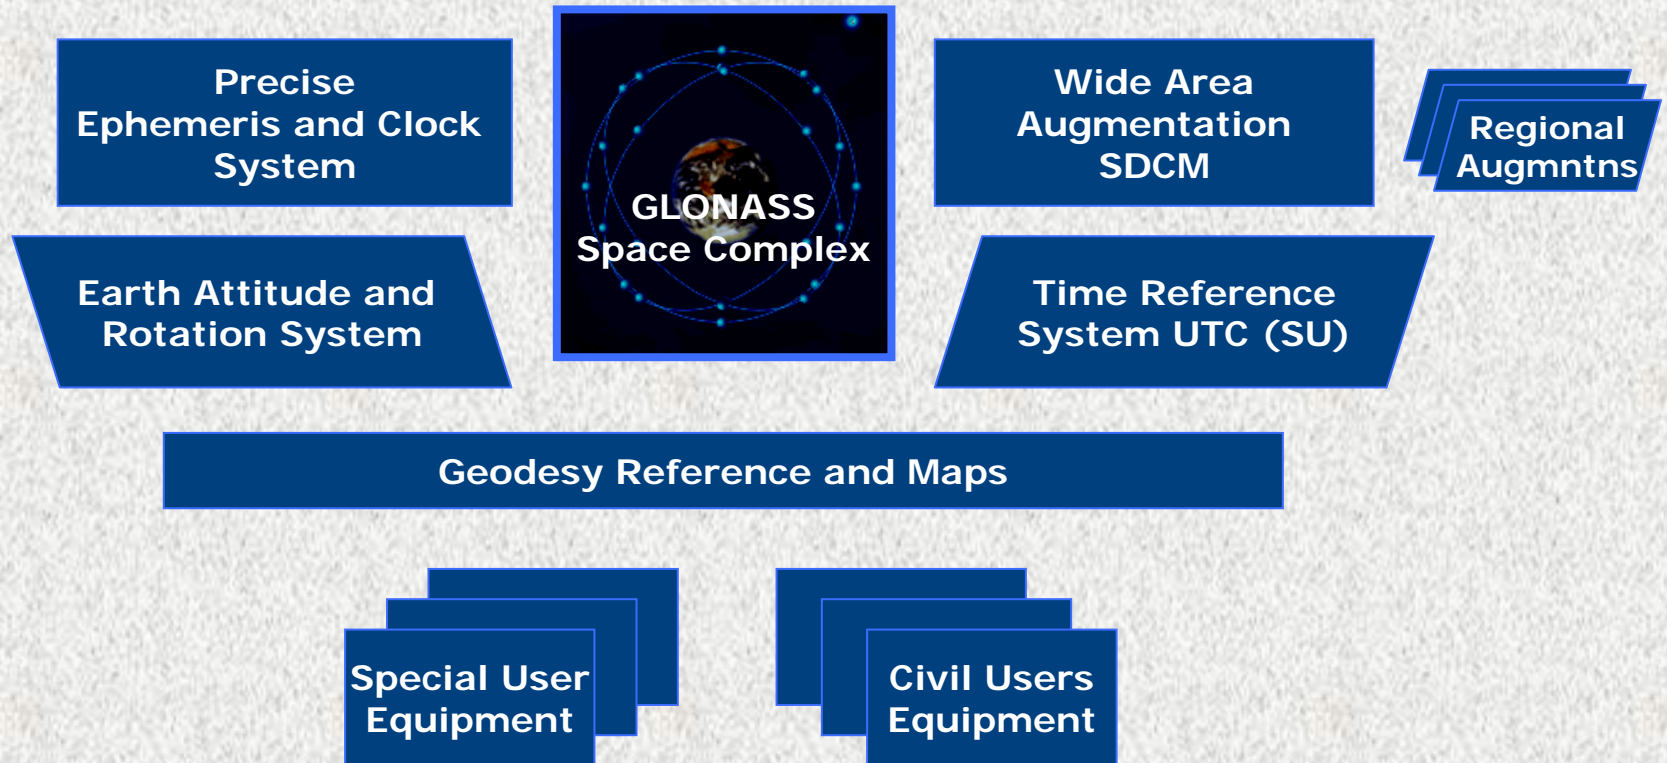 Precise
Ephemeris and Clock
System
GLONASS
Space Complex
Wide Area
Augmentation
SDCM
Regional
Augmntns
Earth Attitude and
Rotation System
Time Reference
System UTC (SU)
Geodesy Reference and Maps
Special User
Equipment
Civil Users
Equipment